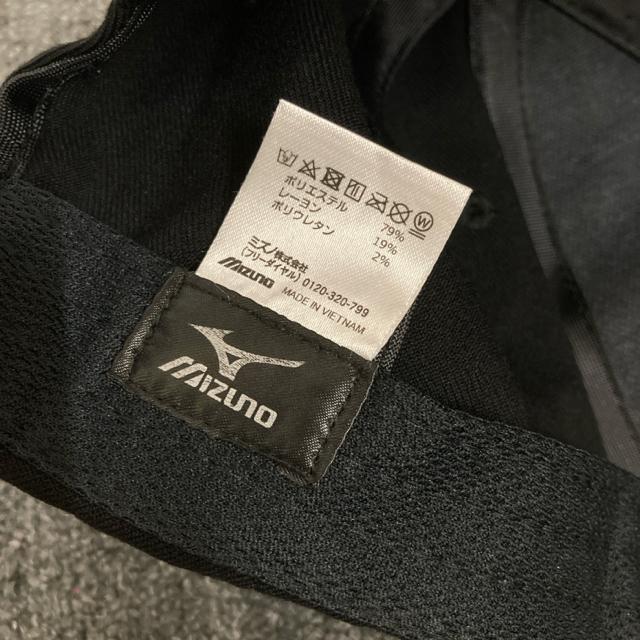 ポリエステル 79%
レーヨン 19%
ポリウレタン 2%
ミズノ株式会社
(フリーダイヤル) 0120-320-799
MIZUNO MADE IN VIETNAM
MIZUNO